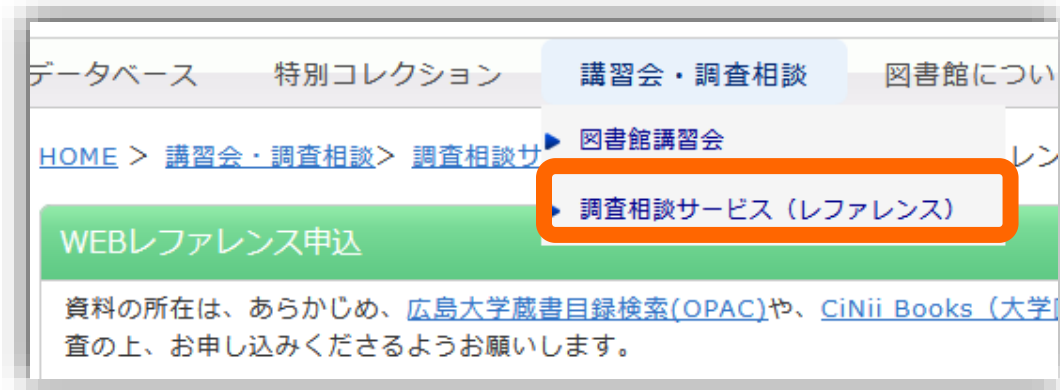 データベース 特別コレクション 講習会・調査相談 図書館につい
図書館講習会
HOME > 講習会・調査相談> 調査相談サ レン
調査相談サービス（レファレンス）
WEBレファレンス申込
資料の所在は、あらかじめ、広島大学蔵書目録検索(OPAC)や、CiNii Books（大学
査の上、お申し込みくださるようお願いします。